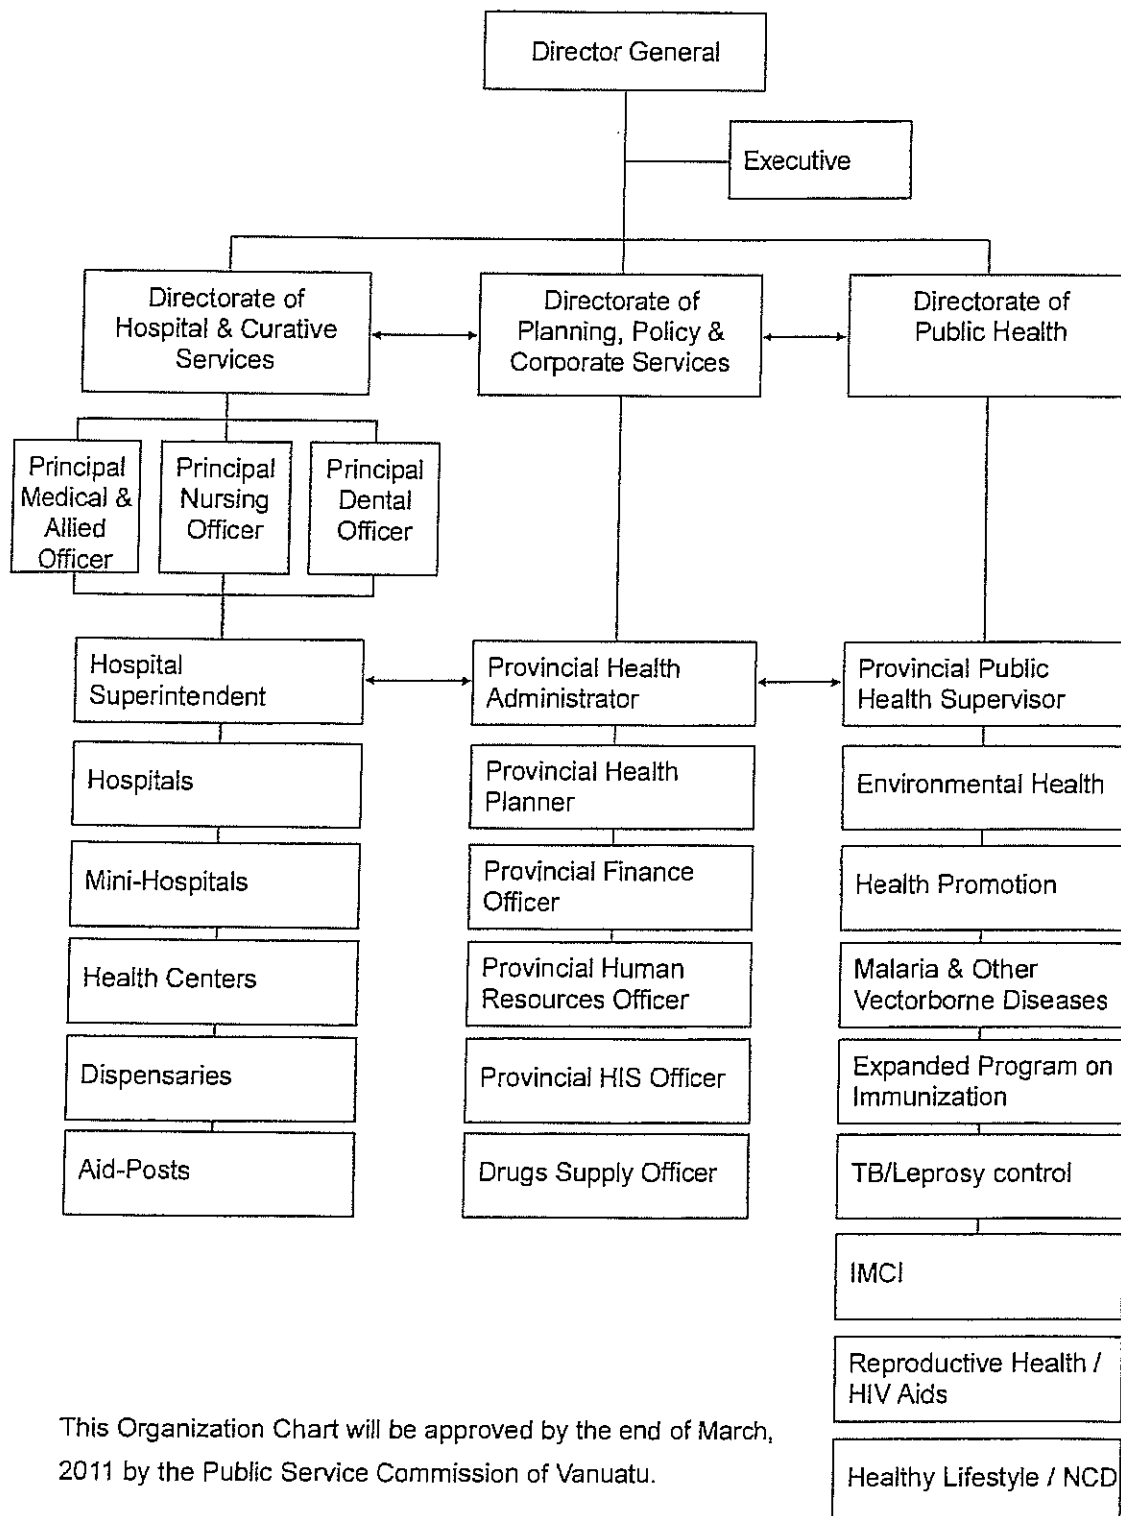 Director General
Executive
Directorate of
Hospital & Curative
Services
Directorate of
Planning, Policy &
Corporate Services
Directorate of
Public Health
Principal
Medical &
Allied
Officer
Principal
Nursing
Officer
Principal
Dental
Officer
Hospital
Superintendent
Provincial Health
Administrator
Provincial Public
Health Supervisor
Hospitals
Provincial Health
Planner
Environmental Health
Mini-Hospitals
Provincial Finance
Officer
Health Promotion
Health Centers
Provincial Human
Resources Officer
Malaria & Other
Vectorborne Diseases
Dispensaries
Provincial HIS Officer
Expanded Program on
Immunization
Aid-Posts
Drugs Supply Officer
TB/Leprosy control
IMCI
Reproductive Health /
HIV Aids
Healthy Lifestyle / NCD
This Organization Chart will be approved by the end of March,
2011 by the Public Service Commission of Vanuatu.